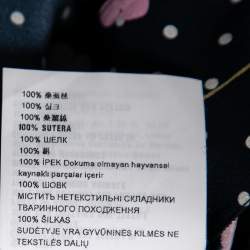 100% 桑蚕丝
100% 실크
100% 桑蠶絲
100% SUTERA
100% ШЕЛК
100% 絹
100% İPEK Dokuma olmayan hayvansal
kaynaklı parçalar içerir
100% ШОВК
МІСТИТЬ НЕТЕКСТИЛЬНІ СКЛАДНИКИ
ТВАРИННОГО ПОХОДЖЕННЯ
100% ŠILKAS
SUDĖTYJE YRA GYVŪNINĖS KILMĖS NE
TEKSTILĖS DALIŲ